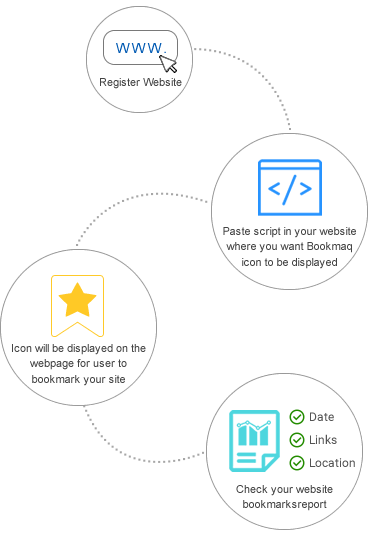 WWW.
Register Website
Paste script in your website
where you want Bookmaq
icon to be displayed
Icon will be displayed on the
webpage for user to
bookmark your site
Date
Links
Location
Check your website
bookmarksreport